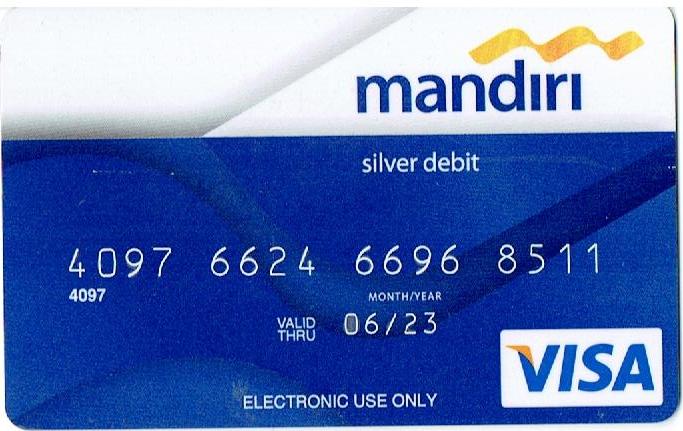 mandiri
silver debit
4097 6624 6696 8511
4097
MONTH/YEAR
VALID THRU 06/23
VISA
ELECTRONIC USE ONLY